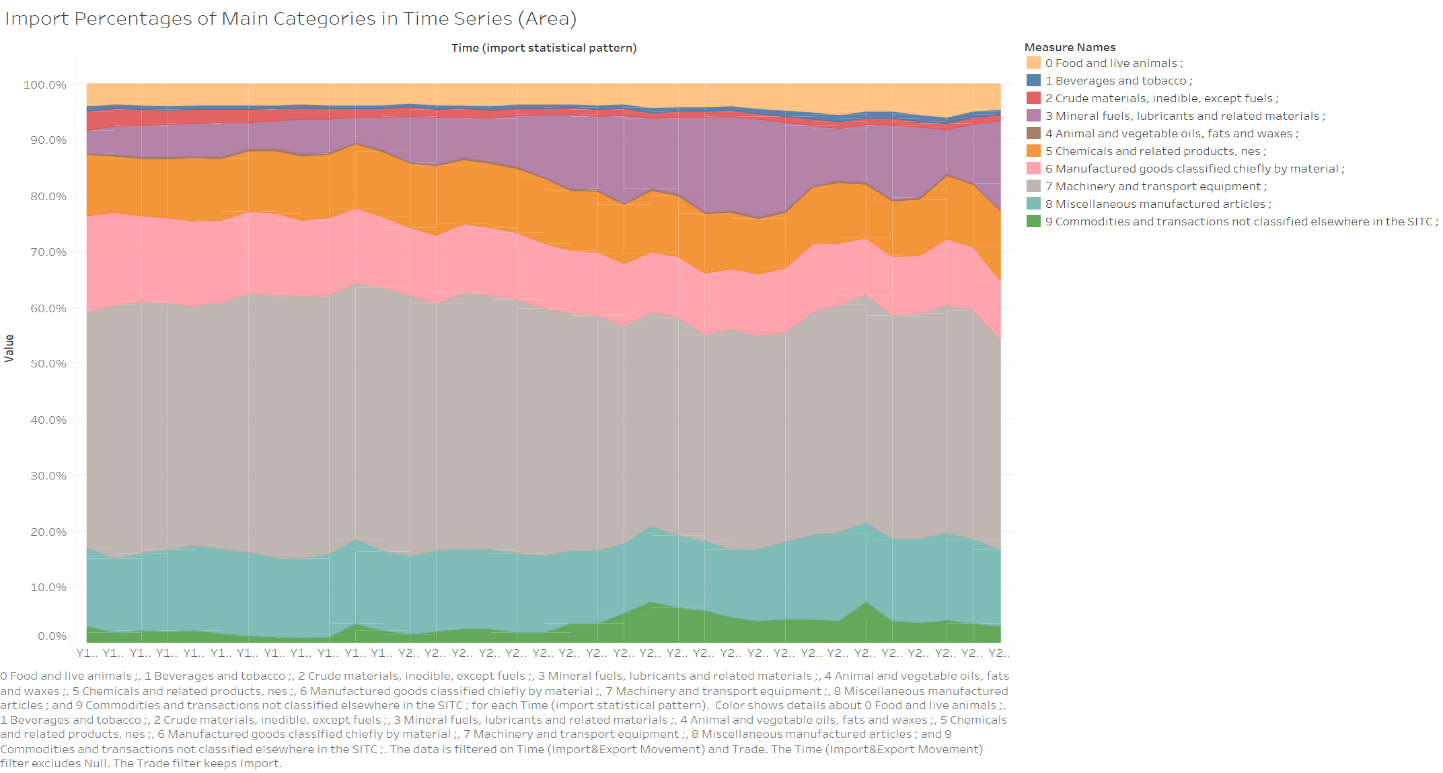 Import Percentages of Main Categories in Time Series (Area)
Time (import statistical pattern)
100.0%
90.0%
80.0%
70.0%
60.0%
50.0%
40.0%
30.0%
20.0%
10.0%
0.0%
Value
Y1.. Y1.. Y1.. Y1.. Y1.. Y1.. Y1.. Y1.. Y1.. Y1.. Y1.. Y1.. Y2.. Y2.. Y2.. Y2.. Y2.. Y2.. Y2.. Y2.. Y2.. Y2.. Y2.. Y2.. Y2.. Y2.. Y2.. Y2.. Y2.. Y2.. Y2.. Y2.. Y2.. Y2.. Y2..
Measure Names
0 Food and live animals ;
1 Beverages and tobacco ;
2 Crude materials, inedible, except fuels ;
3 Mineral fuels, lubricants and related materials ;
4 Animal and vegetable oils, fats and waxes ;
5 Chemicals and related products, nes ;
6 Manufactured goods classified chiefly by material ;
7 Machinery and transport equipment ;
8 Miscellaneous manufactured articles ;
9 Commodities and transactions not classified elsewhere in the SITC ;
0 Food and live animals ;, 1 Beverages and tobacco ;, 2 Crude materials, inedible, except fuels ;, 3 Mineral fuels, lubricants and related materials ;, 4 Animal and vegetable oils, fats
and waxes ;, 5 Chemicals and related products, nes ;, 6 Manufactured goods classified chiefly by material ;, 7 Machinery and transport equipment ;, 8 Miscellaneous manufactured
articles ; and 9 Commodities and transactions not classified elsewhere in the SITC ; for each Time (import statistical pattern).  Color shows details about 0 Food and live animals ;,
1 Beverages and tobacco ;, 2 Crude materials, inedible, except fuels ;, 3 Mineral fuels, lubricants and related materials ;, 4 Animal and vegetable oils, fats and waxes ;, 5 Chemicals
and related products, nes ;, 6 Manufactured goods classified chiefly by material ;, 7 Machinery and transport equipment ;, 8 Miscellaneous manufactured articles ; and 9
Commodities and transactions not classified elsewhere in the SITC ;. The data is filtered on Time (Import&Export Movement) and Trade. The Time (Import&Export Movement)
filter excludes Null. The Trade filter keeps Import.